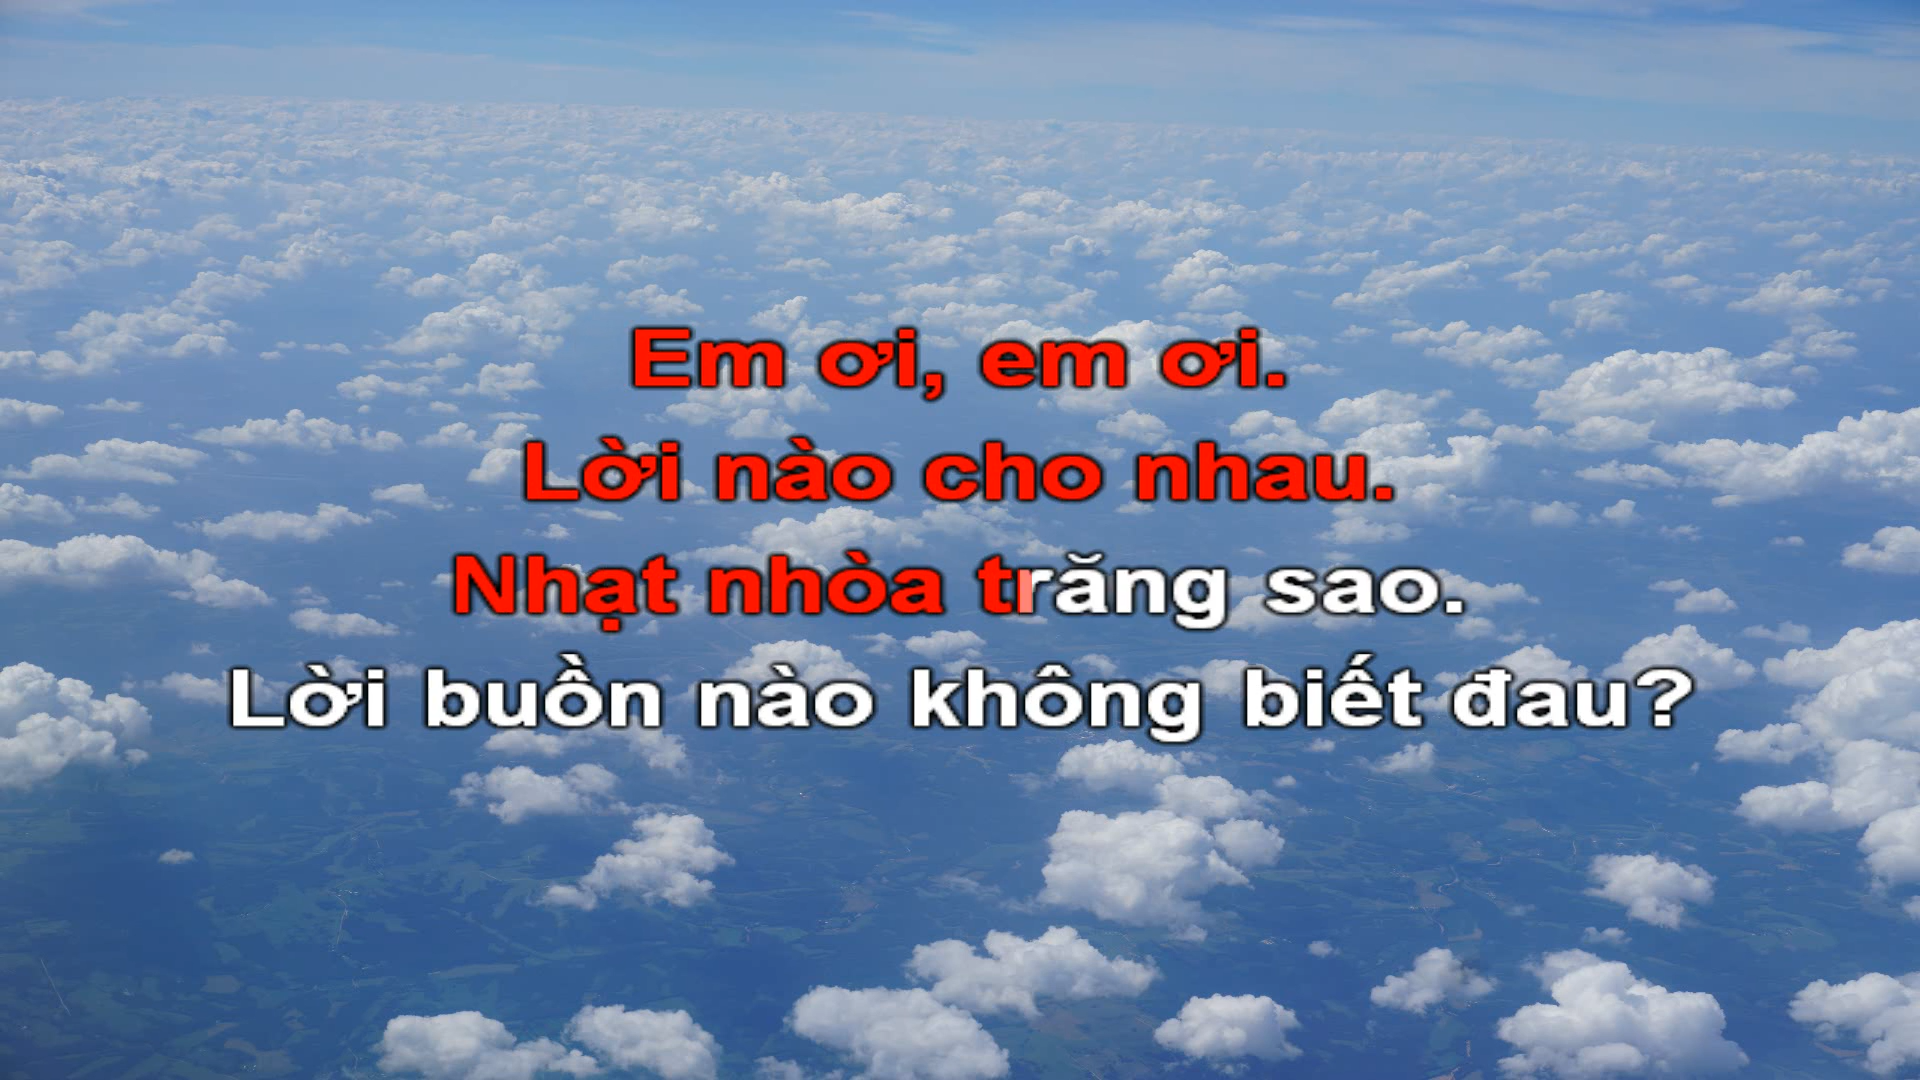 Em ơi, em ơi.
Lời nào cho nhau.
Nhạt nhòa trăng sao.
Lời buồn nào không biết đau?